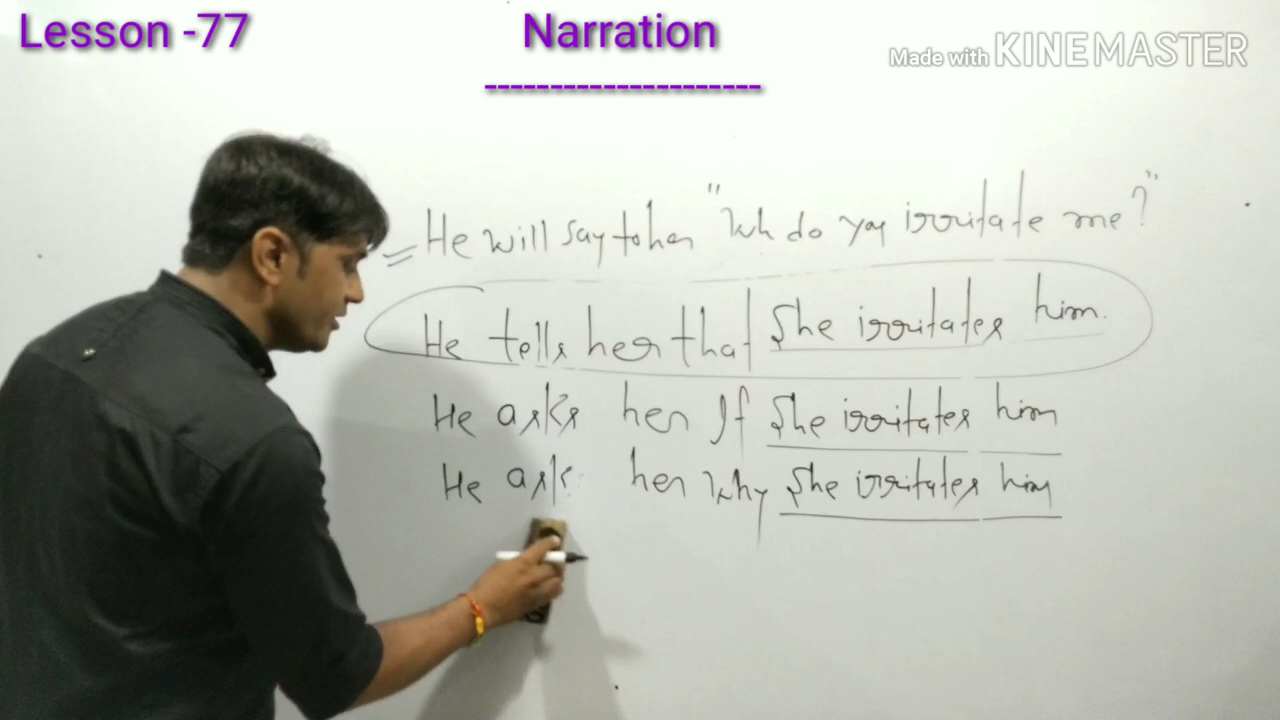 Lesson -77
Narration
---------------------
Made with KINEMASTER
= He will say to her "Wh do you irritate me?"
He tells her that She irritates him.
He asks her If She irritates him
He ask her Why She irritates him